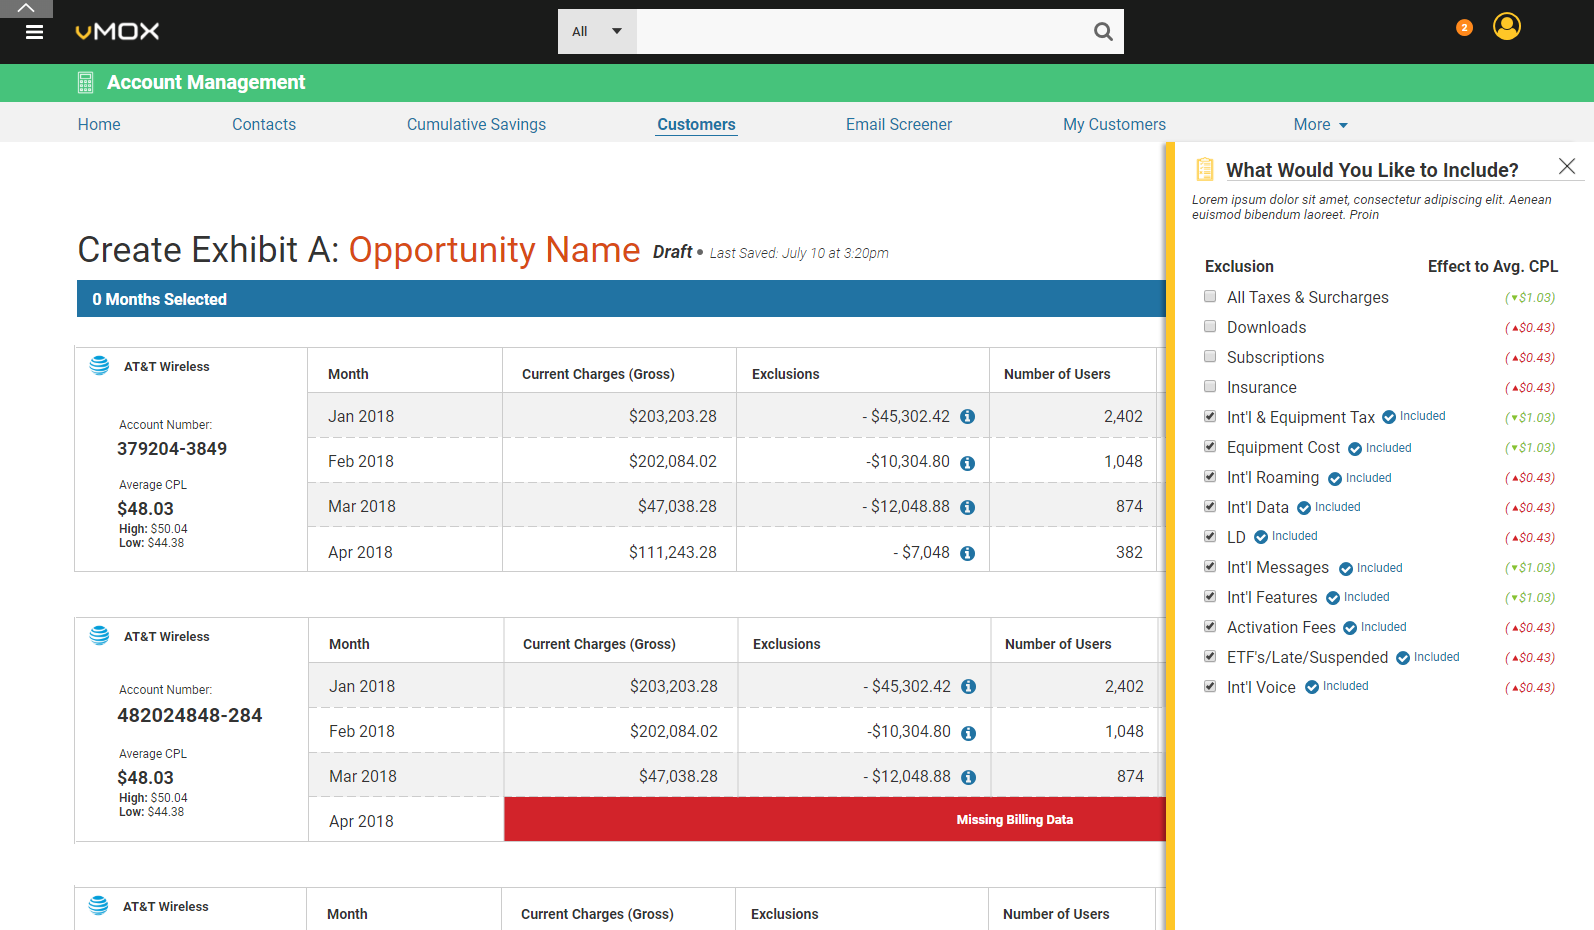 vMOX
All
2
Account Management
Home Contacts Cumulative Savings Customers Email Screener My Customers More
What Would You Like to Include?
Lorem ipsum dolor sit amet, consectetur adipiscing elit. Aenean
euismod bibendum laoreet. Proin
Create Exhibit A: Opportunity Name Draft • Last Saved: July 10 at 3:20pm
0 Months Selected
AT&T Wireless
Account Number:
379204-3849
Average CPL
$48.03
High: $50.04
Low: $44.38
Month Current Charges (Gross) Exclusions Number of Users
Jan 2018 $203,203.28 - $45,302.42 2,402
Feb 2018 $202,084.02 -$10,304.80 1,048
Mar 2018 $47,038.28 - $12,048.88 874
Apr 2018 $111,243.28 - $7,048 382
AT&T Wireless
Account Number:
482024848-284
Average CPL
$48.03
High: $50.04
Low: $44.38
Month Current Charges (Gross) Exclusions Number of Users
Jan 2018 $203,203.28 - $45,302.42 2,402
Feb 2018 $202,084.02 -$10,304.80 1,048
Mar 2018 $47,038.28 - $12,048.88 874
Apr 2018 Missing Billing Data
AT&T Wireless
Month Current Charges (Gross) Exclusions Number of Users
Exclusion Effect to Avg. CPL
All Taxes & Surcharges (▼$1.03)
Downloads (▲$0.43)
Subscriptions (▲$0.43)
Insurance (▲$0.43)
Int'l & Equipment Tax Included (▼$1.03)
Equipment Cost Included (▼$1.03)
Int'l Roaming Included (▲$0.43)
Int'l Data Included (▲$0.43)
LD Included (▲$0.43)
Int'l Messages Included (▼$1.03)
Int'l Features Included (▼$1.03)
Activation Fees Included (▲$0.43)
ETF's/Late/Suspended Included (▲$0.43)
Int'l Voice Included (▲$0.43)